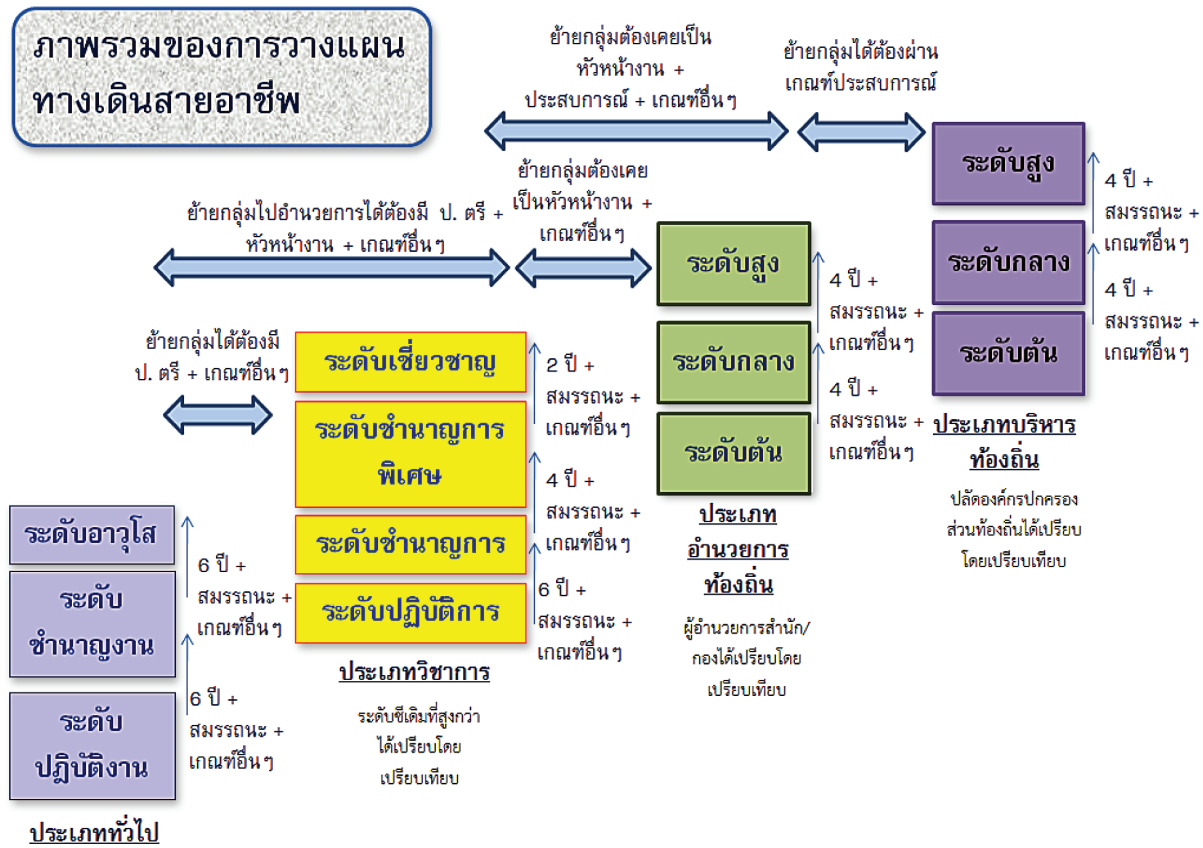 ภาพรวมของการวางแผน
ทางเดินสายอาชีพ
ย้ายกลุ่มต้องเคยเป็น
หัวหน้างาน +
ประสบการณ์ + เกณฑ์อื่นๆ
ย้ายกลุ่มได้ต้องผ่าน
เกณฑ์ประสบการณ์
ย้ายกลุ่มไปอำนวยการได้ต้องมี ป. ตรี +
หัวหน้างาน + เกณฑ์อื่นๆ
ย้ายกลุ่มต้องเคย
เป็นหัวหน้างาน +
เกณฑ์อื่นๆ
ย้ายกลุ่มได้ต้องมี
ป. ตรี + เกณฑ์อื่นๆ
ระดับอาวุโส
ระดับ
ชำนาญงาน
ระดับ
ปฏิบัติงาน
6 ปี +
สมรรถนะ +
เกณฑ์อื่นๆ
6 ปี +
สมรรถนะ +
เกณฑ์อื่นๆ
ประเภททั่วไป
ระดับเชี่ยวชาญ
ระดับชำนาญการ
พิเศษ
ระดับชำนาญการ
ระดับปฏิบัติการ
2 ปี +
สมรรถนะ +
เกณฑ์อื่นๆ
4 ปี +
สมรรถนะ +
เกณฑ์อื่นๆ
6 ปี +
สมรรถนะ +
เกณฑ์อื่นๆ
ประเภทวิชาการ
ระดับซีเดิมที่สูงกว่า
ได้เปรียบโดย
เปรียบเทียบ
ระดับสูง
ระดับกลาง
ระดับต้น
4 ปี +
สมรรถนะ +
เกณฑ์อื่นๆ
4 ปี +
สมรรถนะ +
เกณฑ์อื่นๆ
ประเภท
อำนวยการ
ท้องถิ่น
ผู้อำนวยการสำนัก/
กองได้เปรียบโดย
เปรียบเทียบ
ระดับสูง
ระดับกลาง
ระดับต้น
4 ปี +
สมรรถนะ +
เกณฑ์อื่นๆ
4 ปี +
สมรรถนะ +
เกณฑ์อื่นๆ
ประเภทบริหาร
ท้องถิ่น
ปลัดองค์กรปกครอง
ส่วนท้องถิ่นได้เปรียบ
โดยเปรียบเทียบ